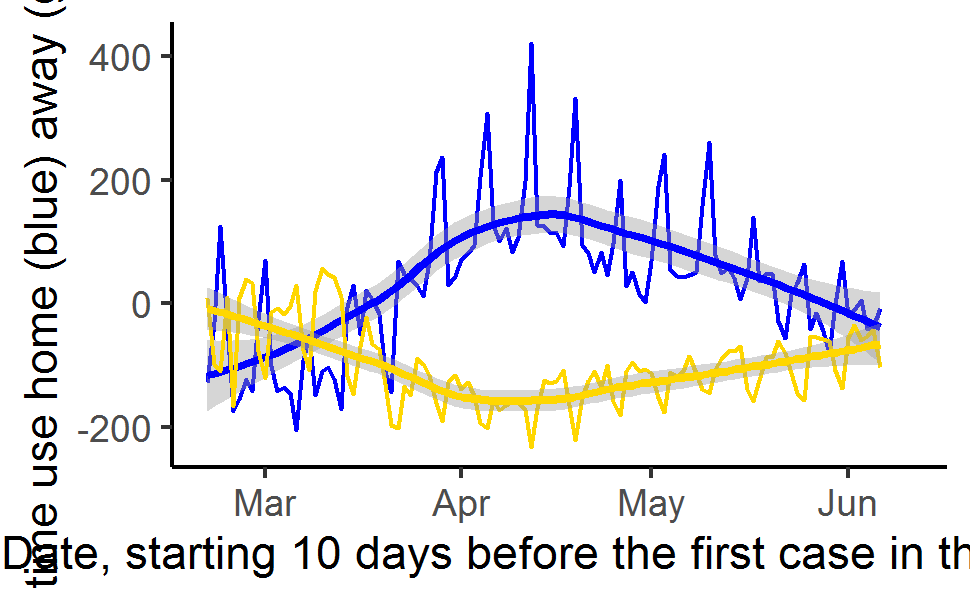 time use home (blue) away (
400
200
0
-200
Mar Apr May Jun
Date, starting 10 days before the first case in th